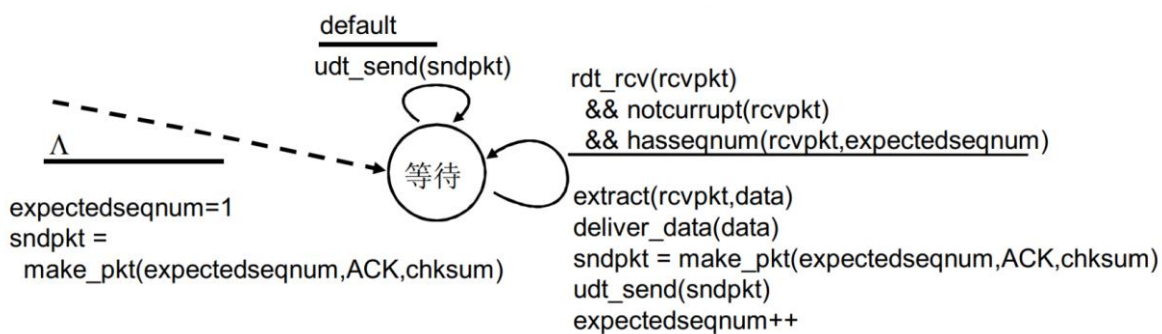 default
udt_send(sndpkt)
rdt_rcv(rcvpkt)
&& notcurrupt(rcvpkt)
&& hasseqnum(rcvpkt,expectedseqnum)
Λ
等待
expectedseqnum=1
sndpkt =
make_pkt(expectedseqnum,ACK,chksum)
extract(rcvpkt,data)
deliver_data(data)
sndpkt = make_pkt(expectedseqnum,ACK,chksum)
udt_send(sndpkt)
expectedseqnum++